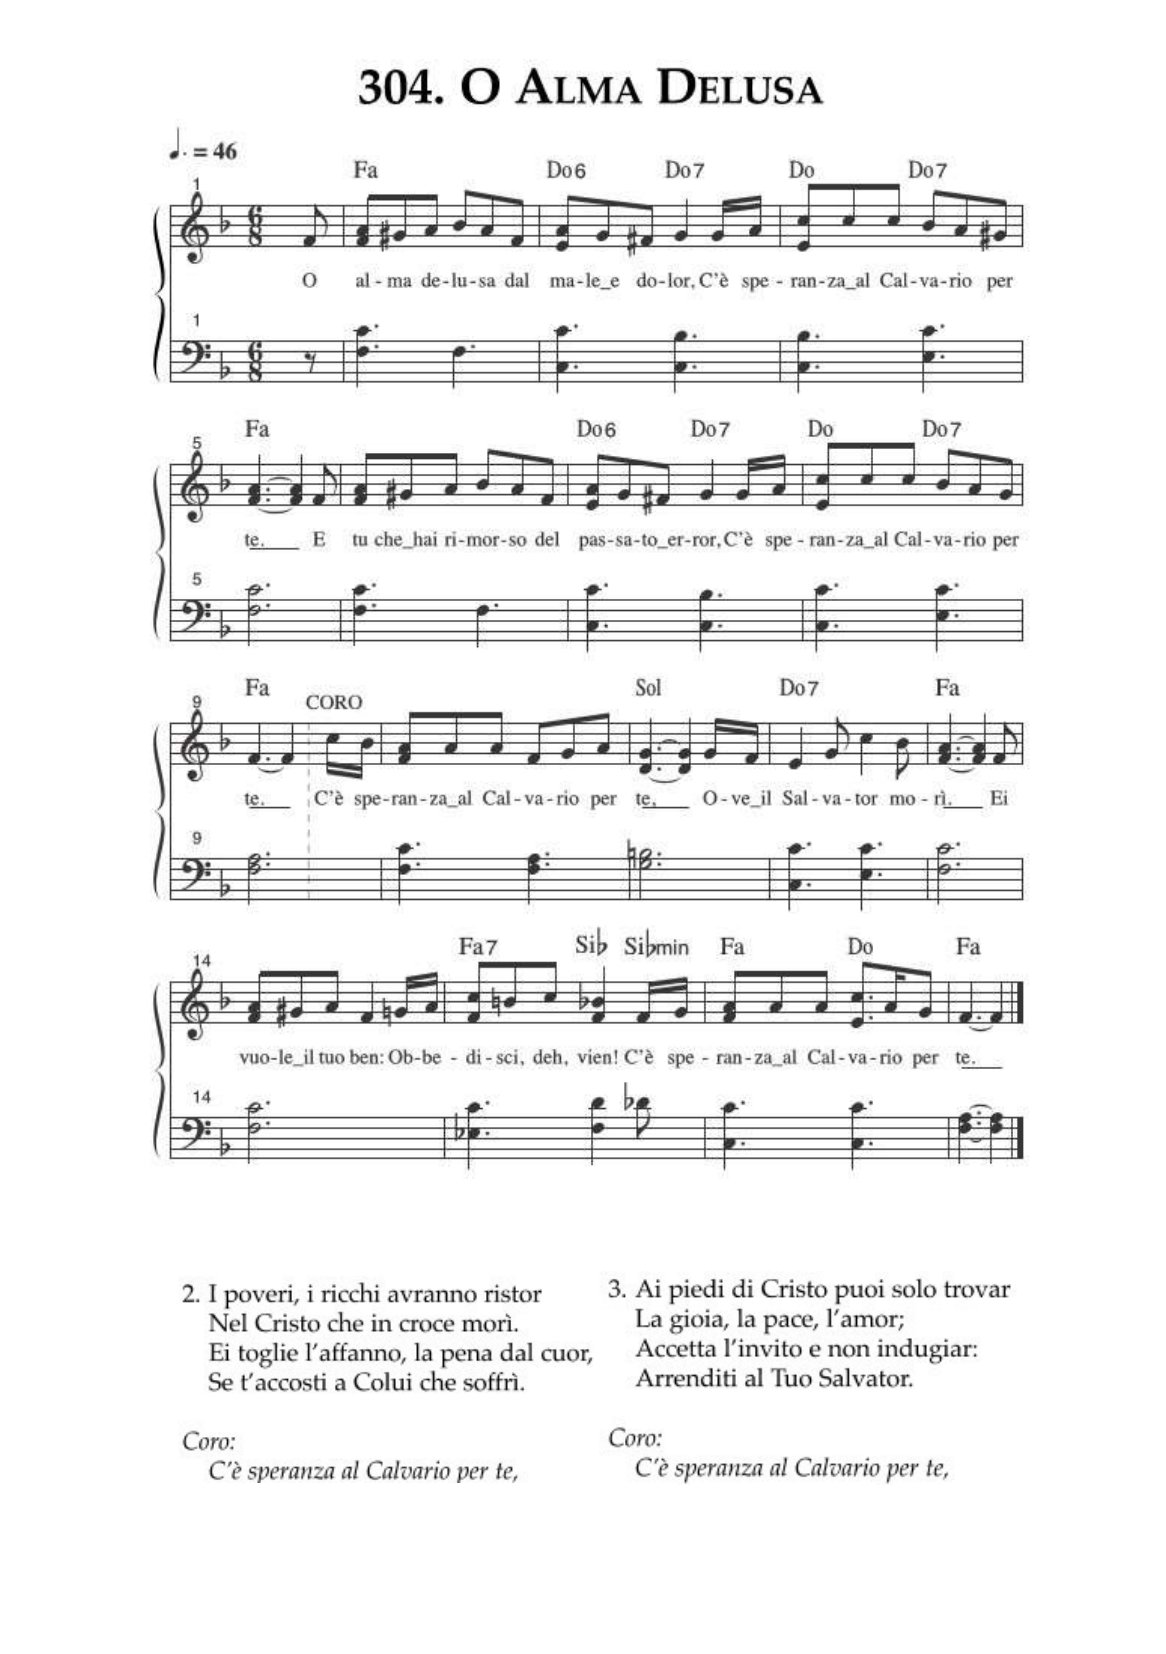 304. O ALMA DELUSA
♩. = 46
Fa Do6 Do7 Do Do7
1
6 8
O al - ma de - lu - sa dal ma - le_e do - lor, C'è spe - ran - za_al Cal - va - rio per
1
6 8
Fa Do6 Do7 Do Do7
5
te. E tu che_hai ri - mor - so del pas - sa - to_er - ror, C'è spe - ran - za_al Cal - va - rio per
5
Fa CORO Sol Do7 Fa
9
te. C'è spe - ran - za_al Cal - va - rio per te, O - ve_il Sal - va - tor mo - rì. Ei
9
Fa7 Si♭ Si♭min Fa Do Fa
14
vuo - le_il tuo ben: Ob - be - di - sci, deh, vien! C'è spe - ran - za_al Cal - va - rio per te.
14
2. I poveri, i ricchi avranno ristor
Nel Cristo che in croce morì.
Ei toglie l'affanno, la pena dal cuor,
Se t'accosti a Colui che soffrì.
Coro:
C'è speranza al Calvario per te,
3. Ai piedi di Cristo puoi solo trovar
La gioia, la pace, l'amor;
Accetta l'invito e non indugiar:
Arrenditi al Tuo Salvator.
Coro:
C'è speranza al Calvario per te,